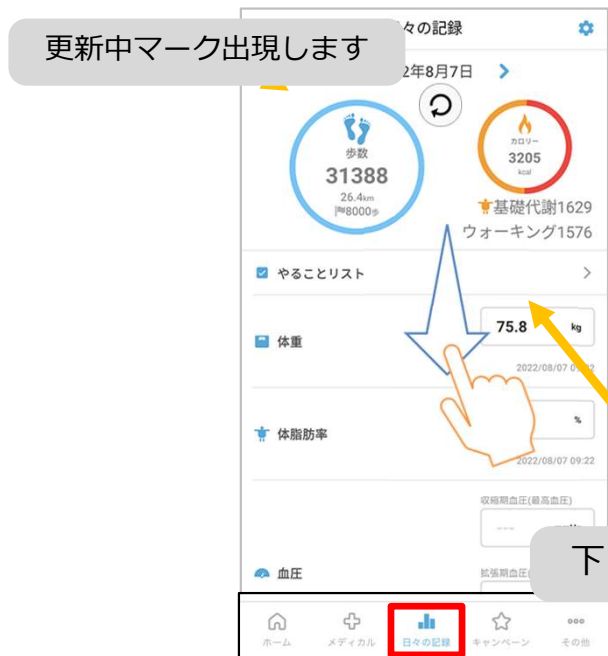 更新中マーク出現します
々の記録
2年8月7日
歩数
31388
26.4km
8000歩
カロリー
3205
kcal
基礎代謝1629
ウォーキング1576
やることリスト
体重
75.8 kg
2022/08/07
体脂肪率
%
2022/08/07 09:22
収縮期血圧(最高血圧)
---
血圧
拡張期血圧
下
ホーム
メディカル
日々の記録
キャンペーン
その他